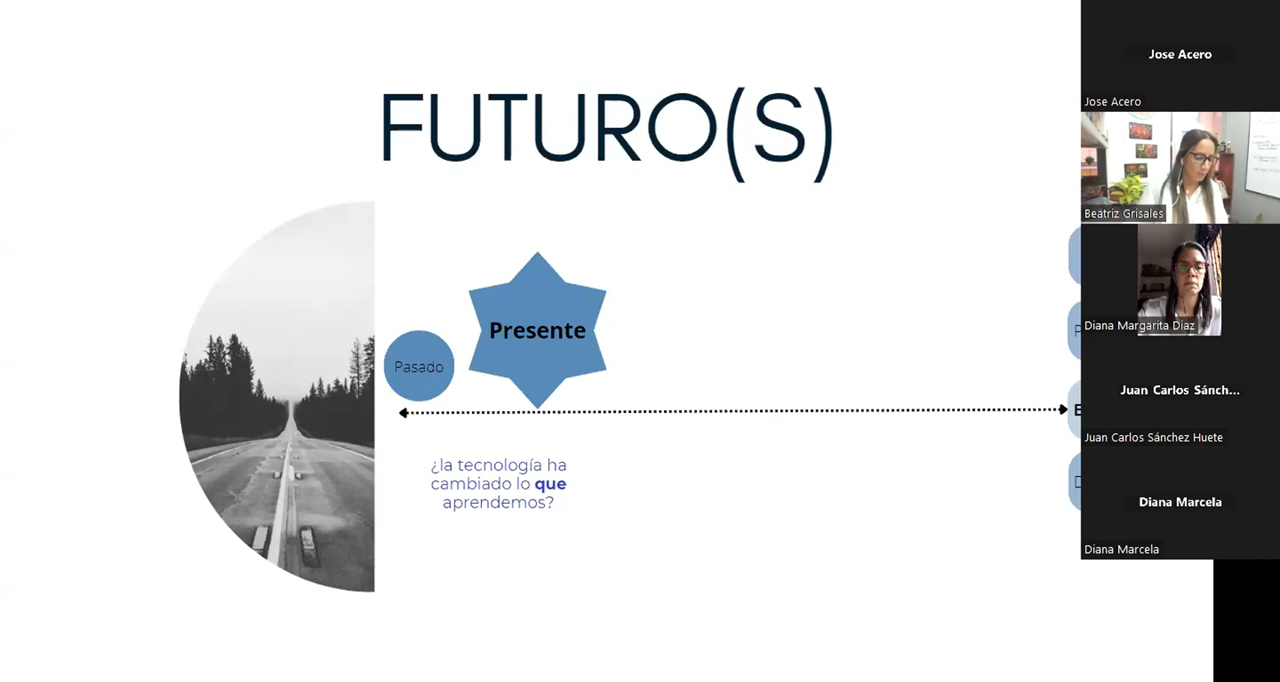 FUTURO(S)
Presente
Pasado
¿la tecnología ha
cambiado lo que
aprendemos?
Jose Acero
Jose Acero
Beatriz Grisales
Diana Margarita Diaz
Juan Carlos Sánch...
Juan Carlos Sánchez Huete
Diana Marcela
Diana Marcela